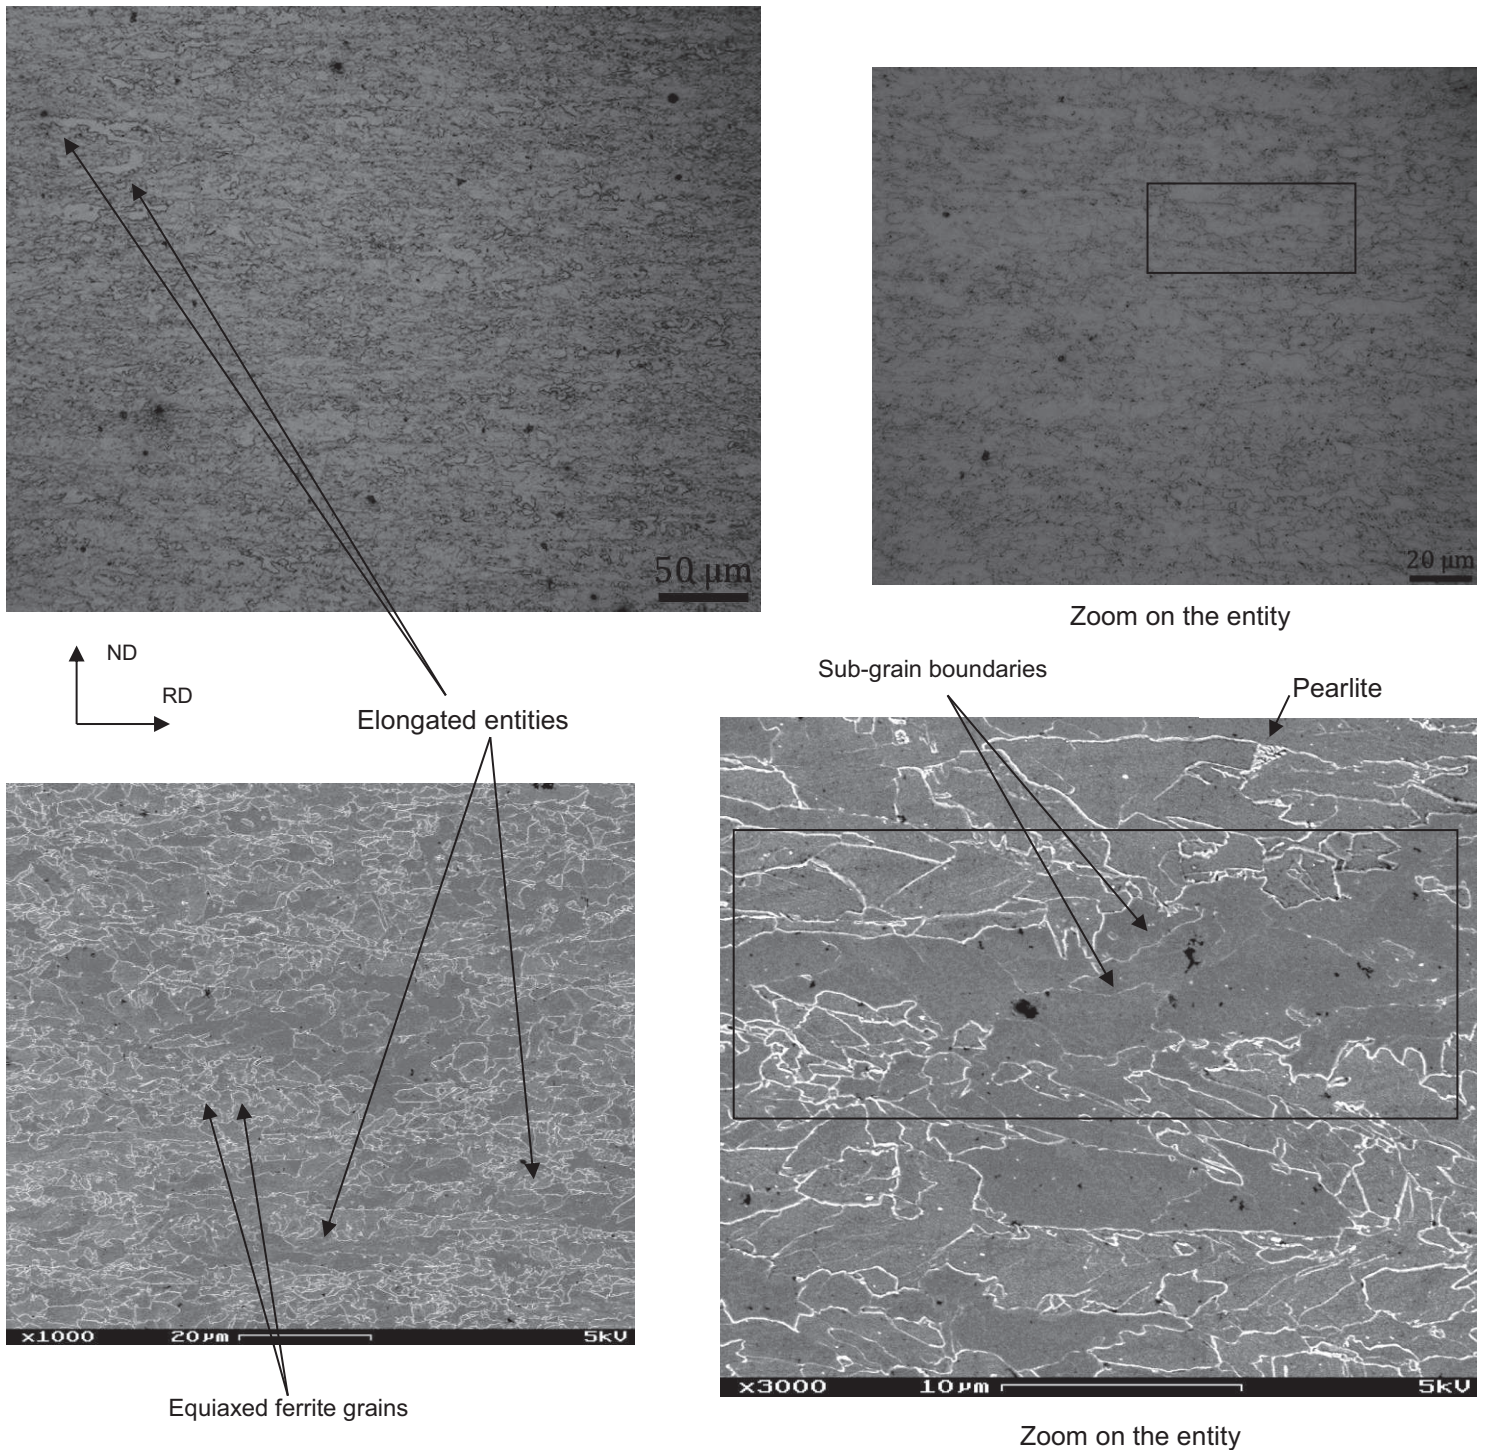 50 μm
20 μm
Zoom on the entity
ND
RD
Sub-grain boundaries
Pearlite
Elongated entities
x1000 20μm 5kV
x3000 10μm 5kV
Equiaxed ferrite grains
Zoom on the entity